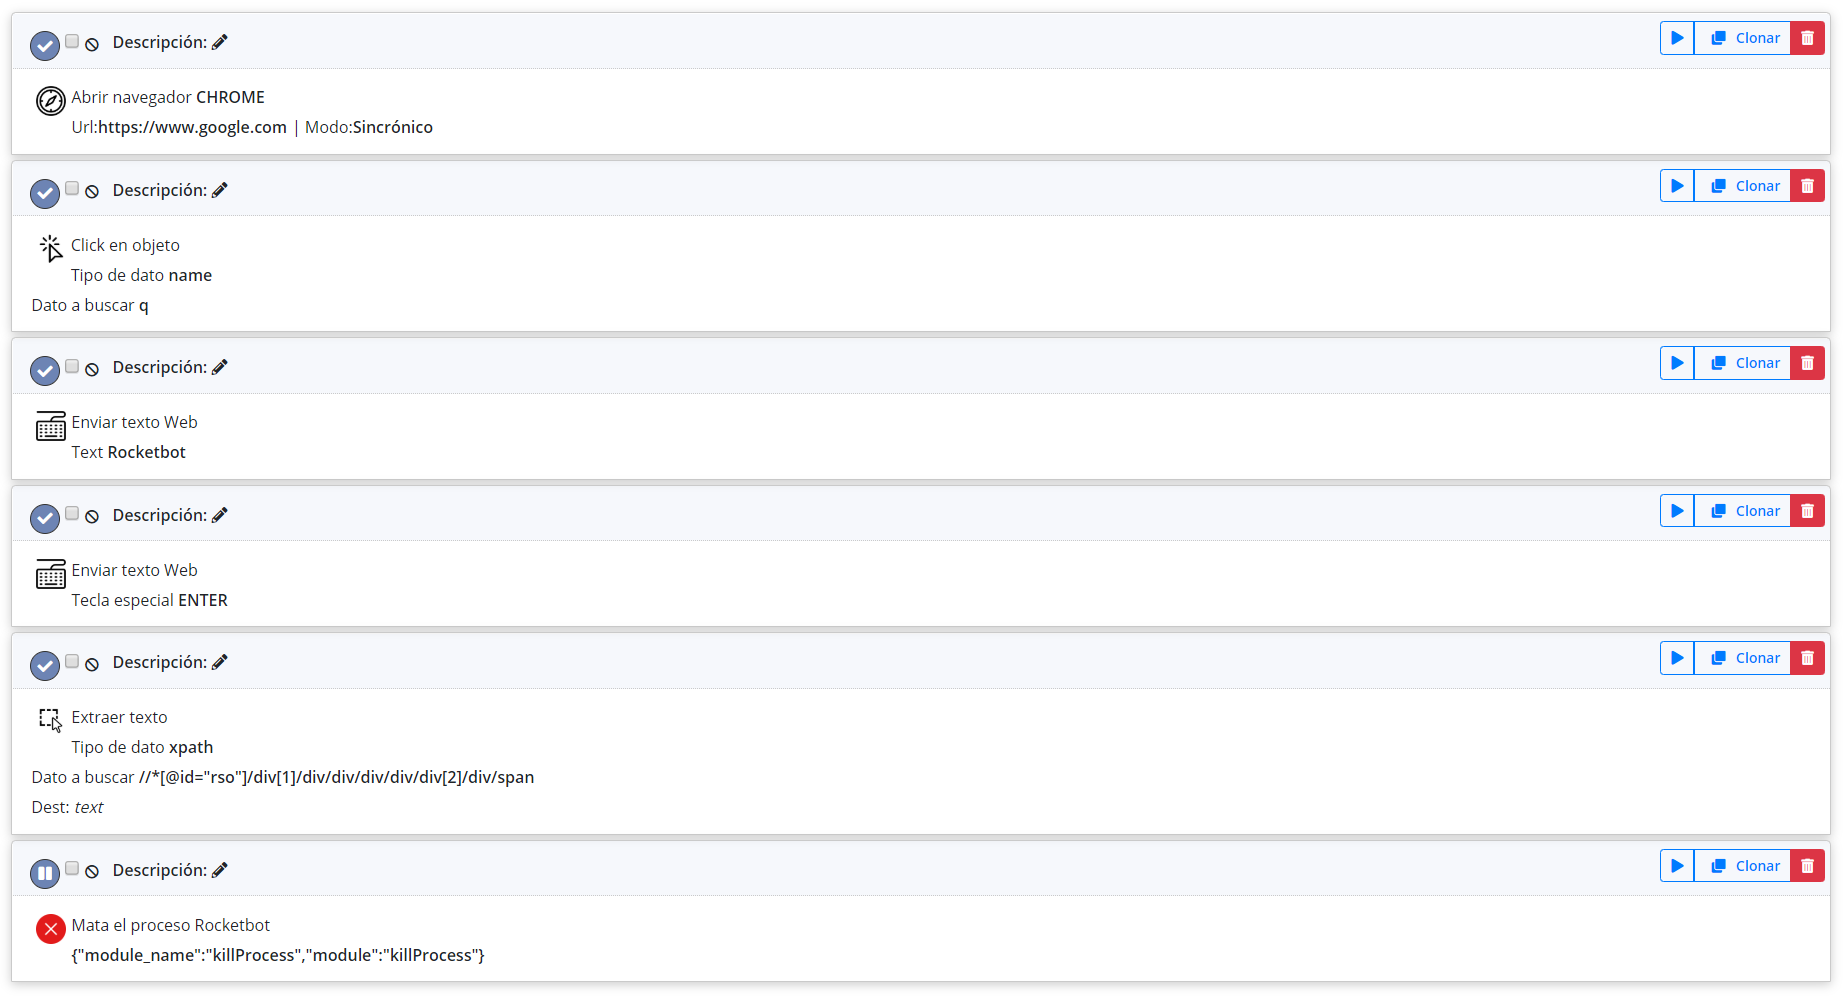 Descripción:
Clonar
Abrir navegador CHROME
Url:https://www.google.com | Modo:Sincrónico
Descripción:
Clonar
Click en objeto
Tipo de dato name
Dato a buscar q
Descripción:
Clonar
Enviar texto Web
Text Rocketbot
Descripción:
Clonar
Enviar texto Web
Tecla especial ENTER
Descripción:
Clonar
Extraer texto
Tipo de dato xpath
Dato a buscar //*[@id="rso"]/div[1]/div/div/div/div/div[2]/div/span
Dest: text
Descripción:
Clonar
Mata el proceso Rocketbot
{"module_name":"killProcess","module":"killProcess"}